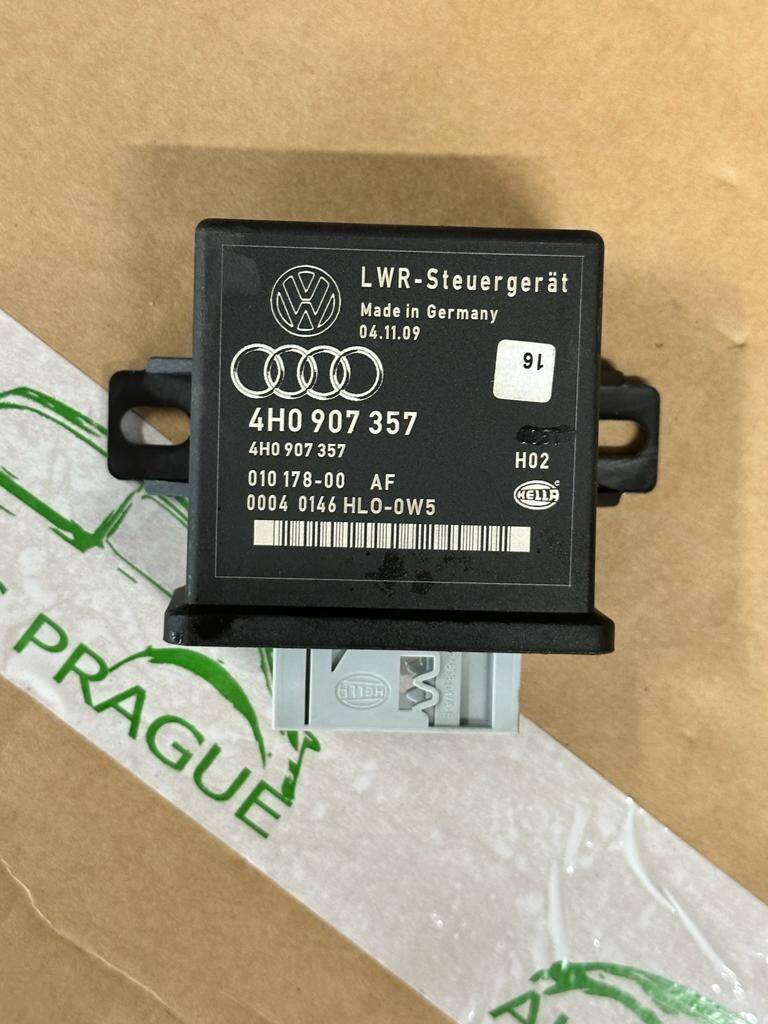 LWR-Steuergerät
Made in Germany
04.11.09
16
4H0 907 357
4H0 907 357
H02
010 178-00 AF
HELLA
0004 0146 HLO-0W5
HELLA
PRAGUE